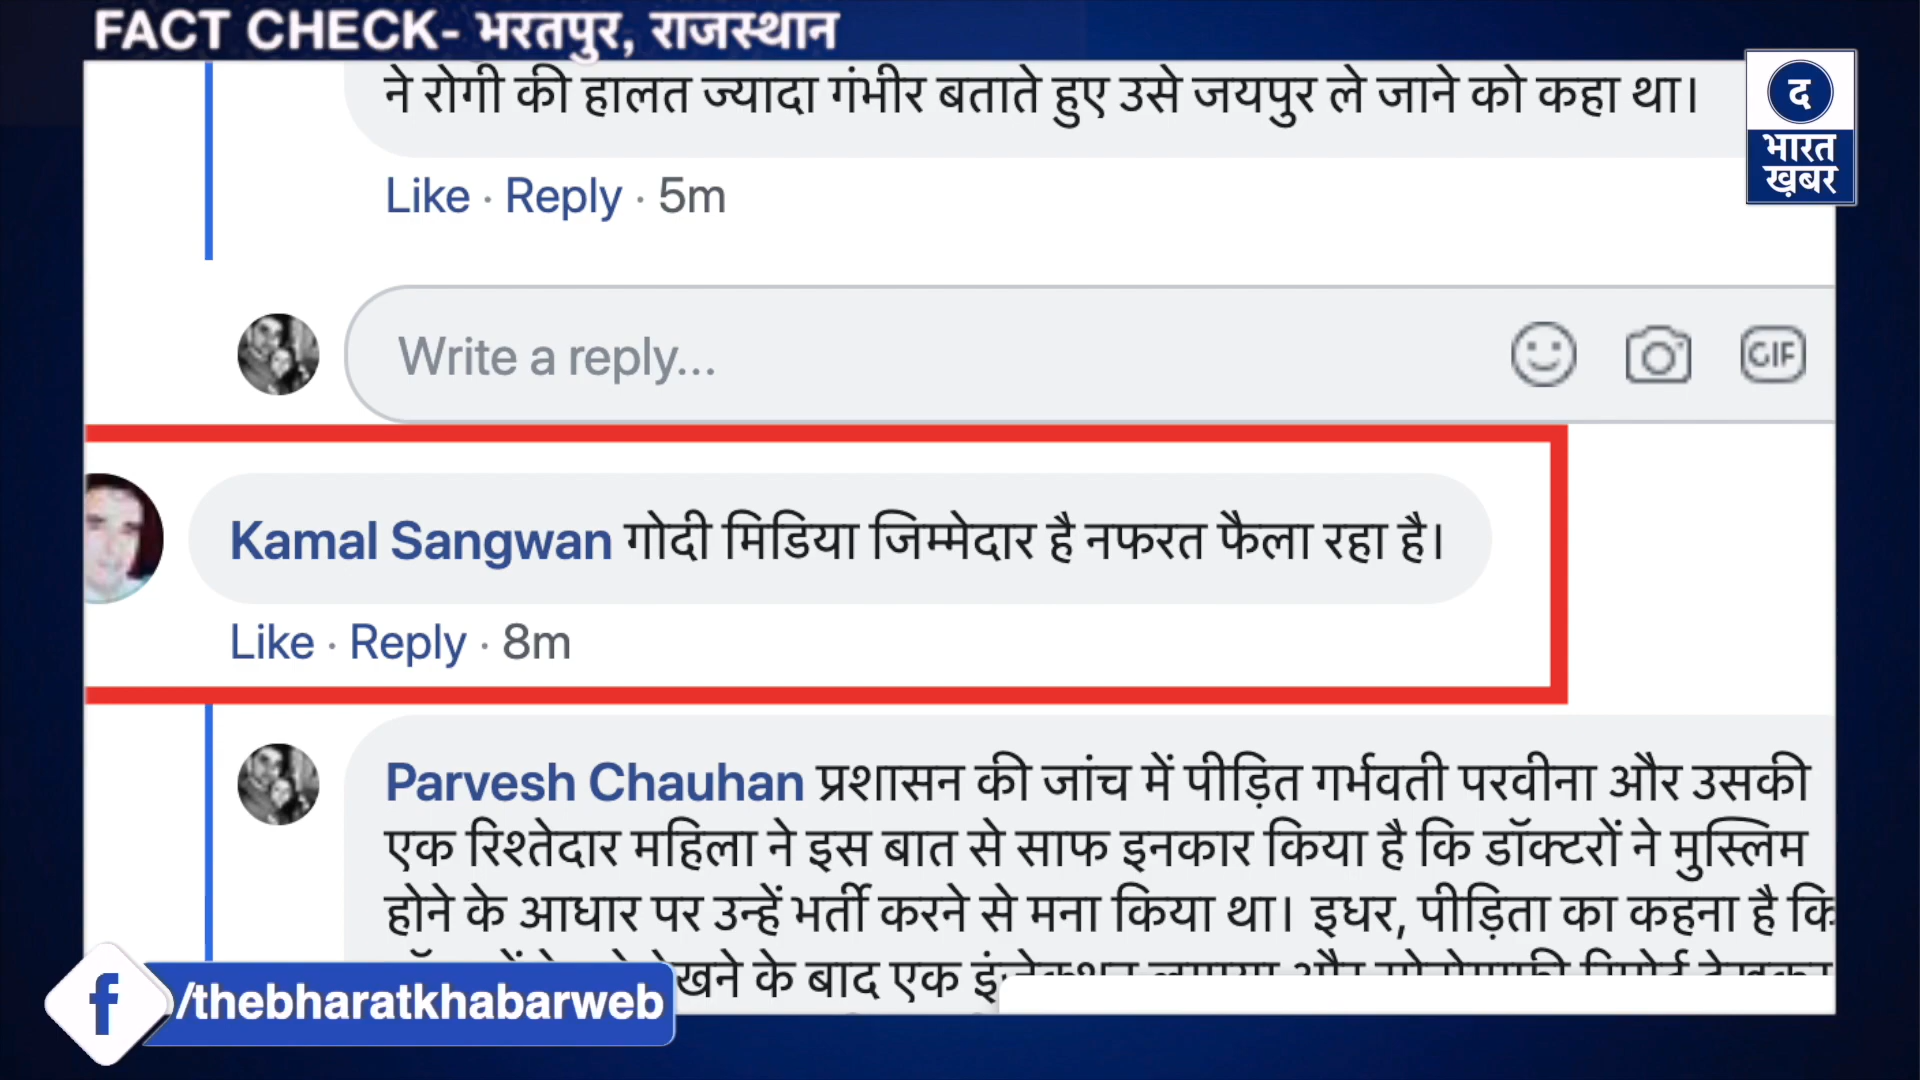 FACT CHECK- भरतपुर, राजस्थान
द
भारत
ख़बर
ने रोगी की हालत ज्यादा गंभीर बताते हुए उसे जयपुर ले जाने को कहा था।
Like · Reply · 5m
Write a reply...
GIF
Kamal Sangwan गोदी मिडिया जिम्मेदार है नफरत फैला रहा है।
Like · Reply · 8m
Parvesh Chauhan प्रशासन की जांच में पीड़ित गर्भवती परवीना और उसकी
एक रिश्तेदार महिला ने इस बात से साफ इनकार किया है कि डॉक्टरों ने मुस्लिम
होने के आधार पर उन्हें भर्ती करने से मना किया था। इधर, पीड़िता का कहना है कि
के बाद एक
f /thebharatkhabarweb